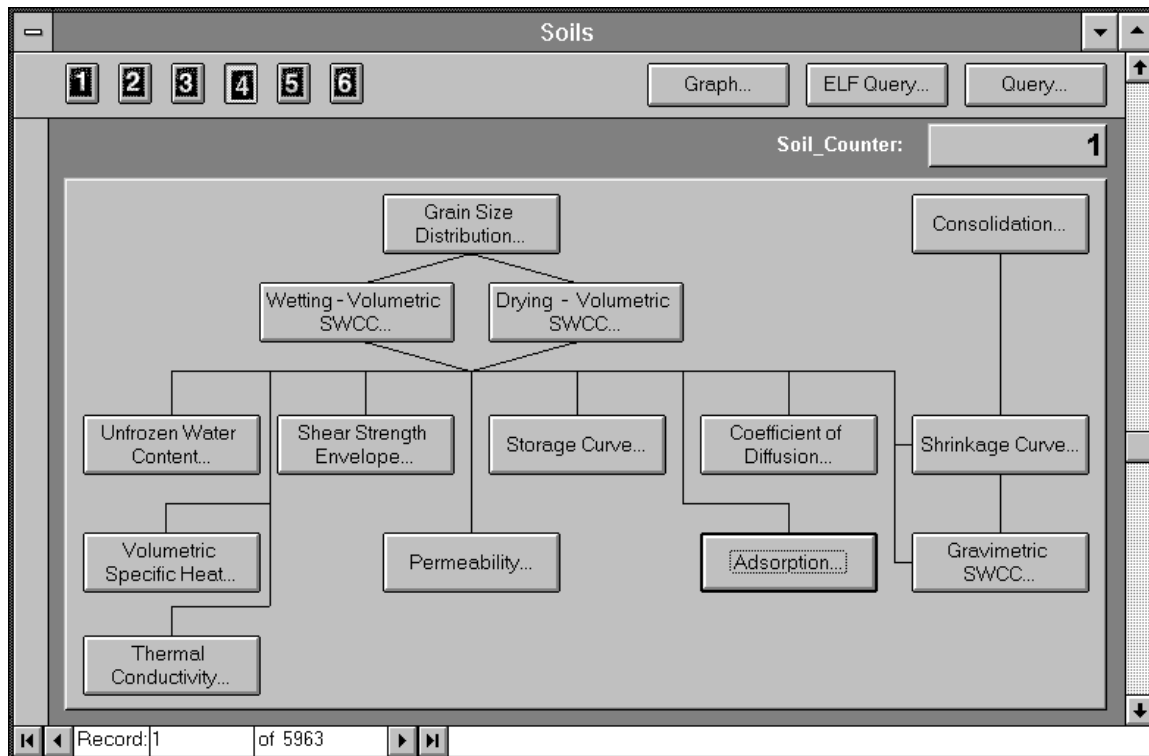 Soils
1 2 3 4 5 6 Graph... ELF Query... Query...
Soil_Counter: 1
Grain Size
Distribution...
Consolidation...
Wetting - Volumetric
SWCC...
Drying - Volumetric
SWCC...
Unfrozen Water
Content...
Shear Strength
Envelope...
Storage Curve...
Coefficient of
Diffusion...
Shrinkage Curve...
Volumetric
Specific Heat...
Permeability...
Adsorption...
Gravimetric
SWCC...
Thermal
Conductivity...
Record: 1 of 5963